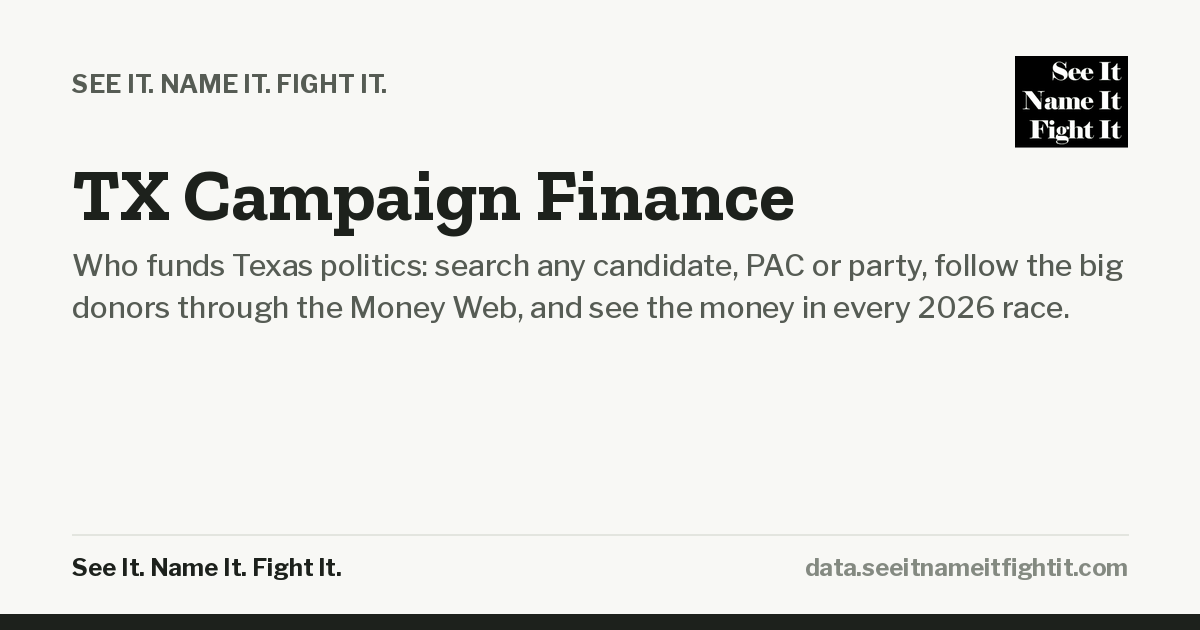 SEE IT. NAME IT. FIGHT IT.
See It
Name It
Fight It
TX Campaign Finance
Who funds Texas politics: search any candidate, PAC or party, follow the big
donors through the Money Web, and see the money in every 2026 race.
See It. Name It. Fight It.
data.seeitnameitfightit.com